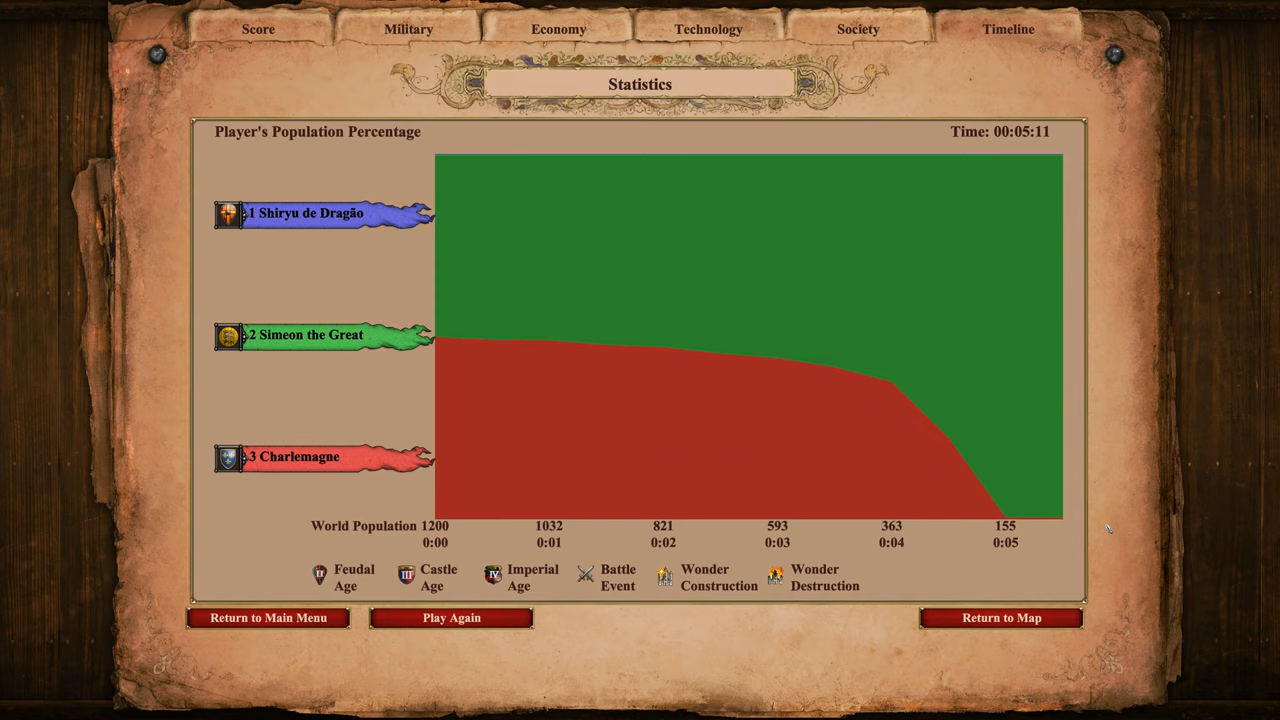 Score Military Economy Technology Society Timeline
Statistics
Player's Population Percentage Time: 00:05:11
1 Shiryu de Dragão
2 Simeon the Great
3 Charlemagne
World Population 1200 1032 821 593 363 155
0:00 0:01 0:02 0:03 0:04 0:05
II Feudal Age
III Castle Age
IV Imperial Age
Battle Event
Wonder Construction
Wonder Destruction
Return to Main Menu Play Again Return to Map